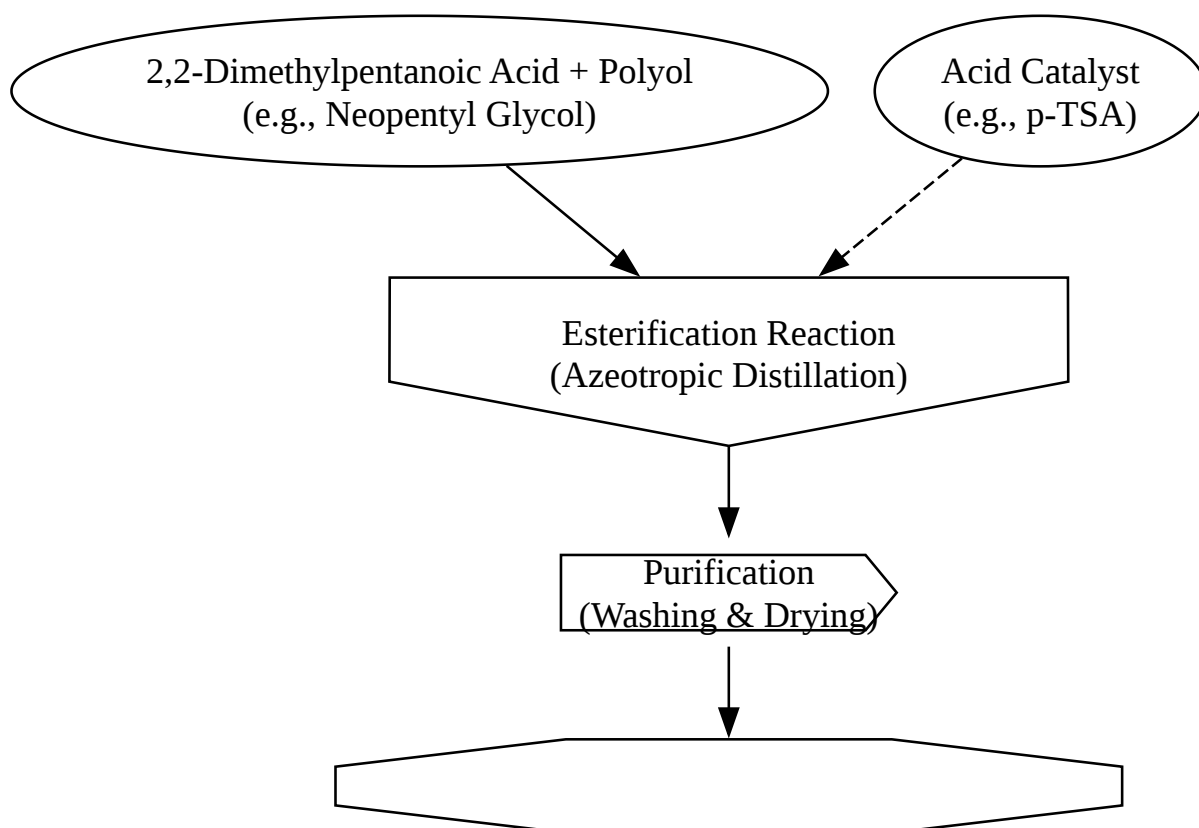 2,2-Dimethylpentanoic Acid + Polyol
(e.g., Neopentyl Glycol)
Acid Catalyst
(e.g., p-TSA)
Esterification Reaction
(Azeotropic Distillation)
Purification
(Washing & Drying)